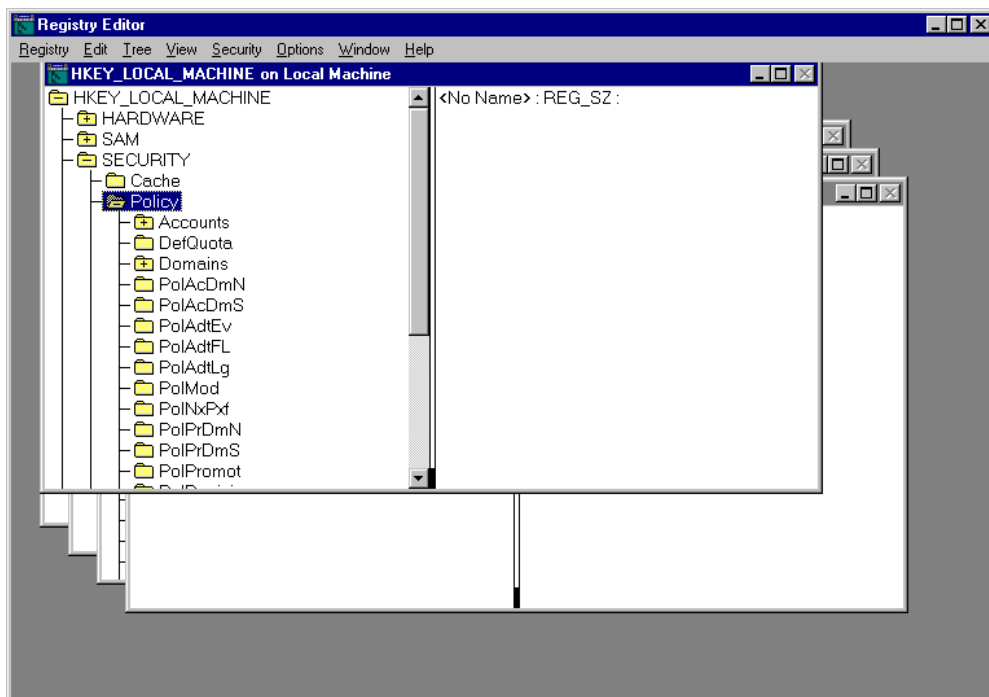 Registry Editor
Registry Edit Tree View Security Options Window Help
HKEY_LOCAL_MACHINE on Local Machine
HKEY_LOCAL_MACHINE
<No Name> : REG_SZ :
HARDWARE
SAM
SECURITY
Cache
Policy
Accounts
DefQuota
Domains
PolAcDmN
PolAcDmS
PolAdtEv
PolAdtFL
PolAdtLg
PolMod
PolNxPxf
PolPrDmN
PolPrDmS
PolPromot